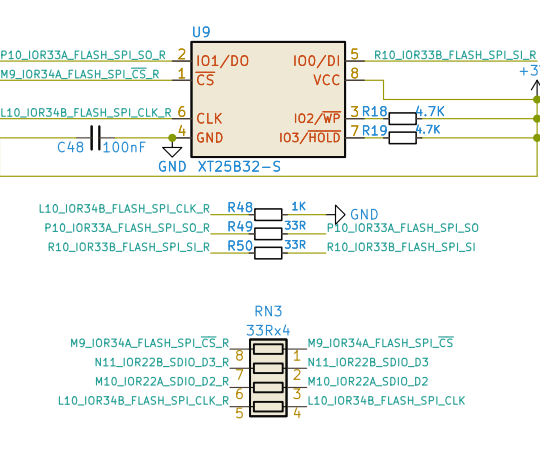 U9
P10_IOR33A_FLASH_SPI_SO_R 2 IO1/DO IO0/DI 5 R10_IOR33B_FLASH_SPI_SI_R
M9_IOR34A_FLASH_SPI_CS_R 1 CS VCC 8 +3
L10_IOR34B_FLASH_SPI_CLK_R 6 CLK IO2/WP 3 R18 4.7K
C48 100nF 4 GND IO3/HOLD 7 R19 4.7K
GND XT25B32-S
L10_IOR34B_FLASH_SPI_CLK_R R48 1K GND
P10_IOR33A_FLASH_SPI_SO_R R49 33R P10_IOR33A_FLASH_SPI_SO
R10_IOR33B_FLASH_SPI_SI_R R50 33R R10_IOR33B_FLASH_SPI_SI
RN3
33Rx4
M9_IOR34A_FLASH_SPI_CS_R 8 1 M9_IOR34A_FLASH_SPI_CS
N11_IOR22B_SDIO_D3_R 7 2 N11_IOR22B_SDIO_D3
M10_IOR22A_SDIO_D2_R 6 3 M10_IOR22A_SDIO_D2
L10_IOR34B_FLASH_SPI_CLK_R 5 4 L10_IOR34B_FLASH_SPI_CLK